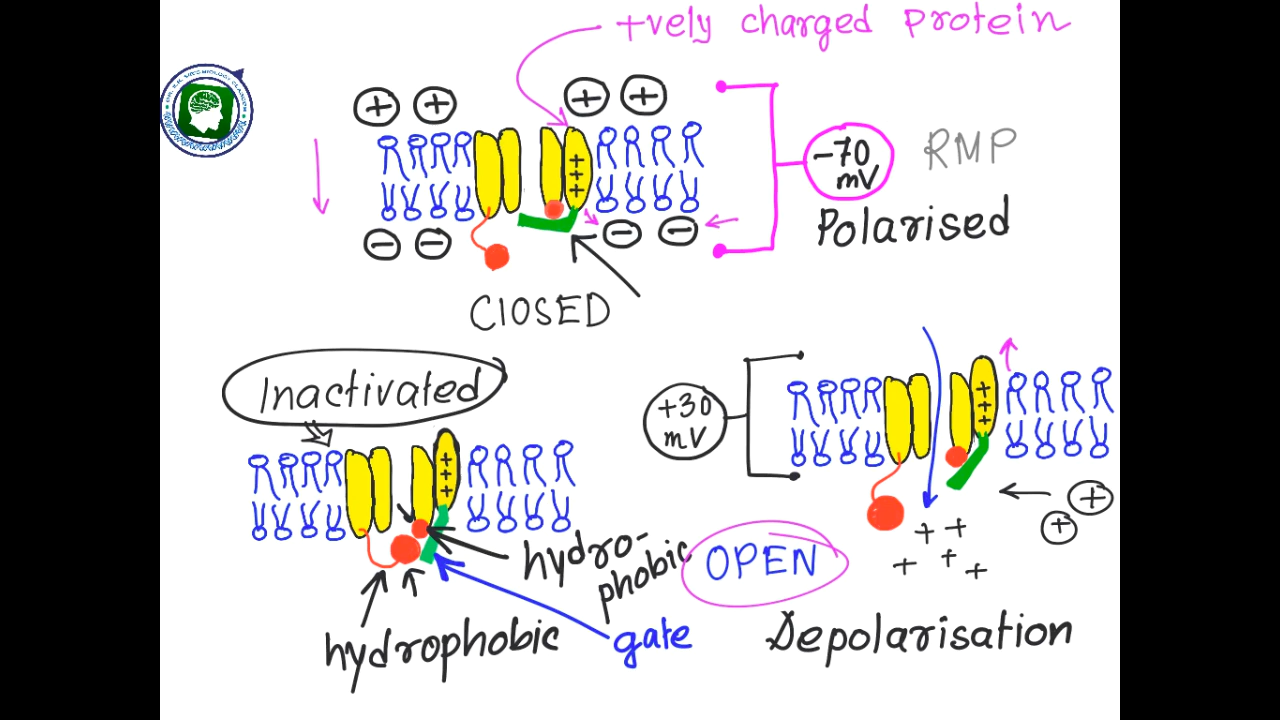 +vely charged protein
+ +
+ +
+
+
+
-70
mV
RMP
Polarised
− −
− −
ClOSED
Inactivated
+30
mV
+
+
+
+
+
+
+
+
+ +
+ +
+
hydro-
phobic
OPEN
hydrophobic
gate
Depolarisation